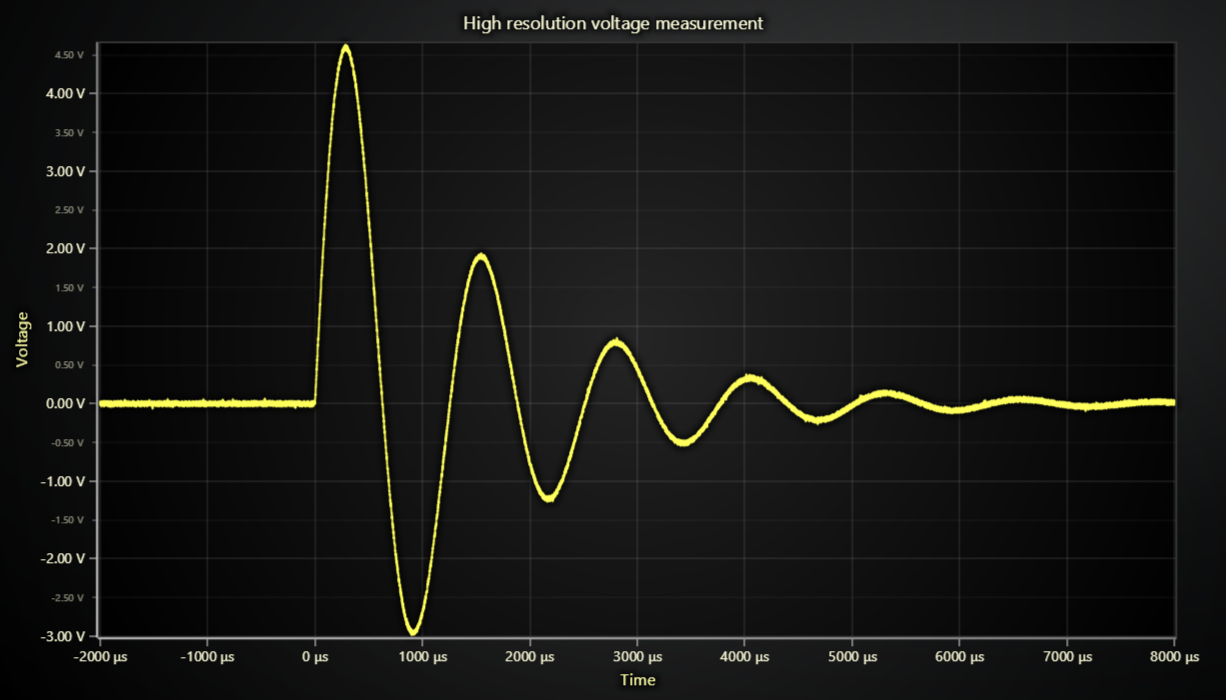 High resolution voltage measurement
4.50 V
4.00 V
3.50 V
3.00 V
2.50 V
2.00 V
1.50 V
1.00 V
0.50 V
0.00 V
-0.50 V
-1.00 V
-1.50 V
-2.00 V
-2.50 V
-3.00 V
Voltage
-2000 µs -1000 µs 0 µs 1000 µs 2000 µs 3000 µs 4000 µs 5000 µs 6000 µs 7000 µs 8000 µs
Time